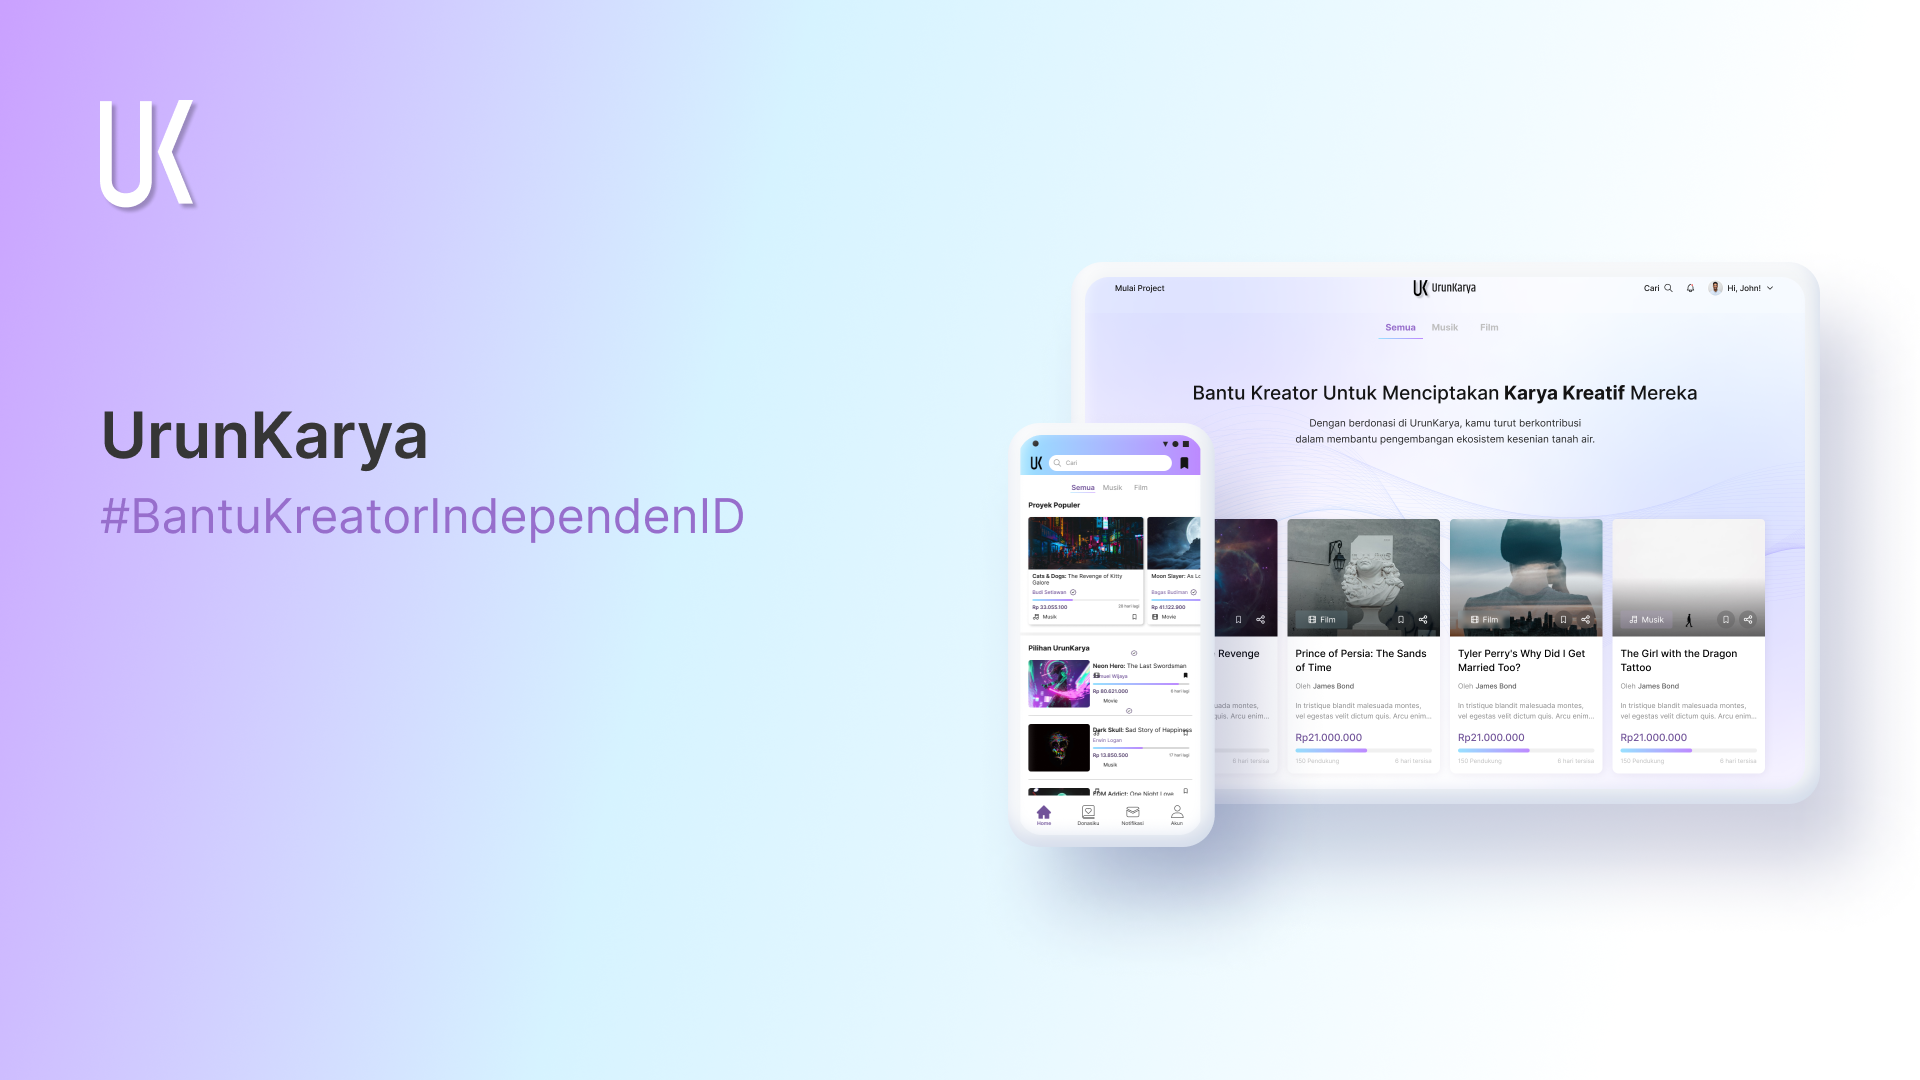 UK
UrunKarya
#BantuKreatorIndependenID
Mulai Project
UK UrunKarya
Cari
Hi, John!
Semua Musik Film
Bantu Kreator Untuk Menciptakan Karya Kreatif Mereka
Dengan berdonasi di UrunKarya, kamu turut berkontribusi
dalam membantu pengembangan ekosistem kesenian tanah air.
Revenge
6 hari tersisa
Film
Prince of Persia: The Sands
of Time
Oleh James Bond
In tristique blandit malesuada montes,
vel egestas velit dictum quis. Arcu enim...
Rp21.000.000
150 Pendukung 6 hari tersisa
Film
Tyler Perry's Why Did I Get
Married Too?
Oleh James Bond
In tristique blandit malesuada montes,
vel egestas velit dictum quis. Arcu enim...
Rp21.000.000
150 Pendukung 6 hari tersisa
Musik
The Girl with the Dragon
Tattoo
Oleh James Bond
In tristique blandit malesuada montes,
vel egestas velit dictum quis. Arcu enim...
Rp21.000.000
150 Pendukung 6 hari tersisa
UK
Cari
Semua Musik Film
Proyek Populer
Cats & Dogs: The Revenge of Kitty
Galore
Budi Setiawan
Rp 33.055.100
Musik
Moon Slayer: As
Bagas Budiman
Rp 41.122.900
Movie
Pilihan UrunKarya
Neon Hero: The Last Swordsman
Wijaya
Rp 80.621.000
Movie
Dark Skull: Sad Story of Happiness
Erwin Logan
Rp 13.850.500
17 hari lagi
Musik
EDM Addict: One Night Love
Home
Donasiku
Notifikasi
Akun